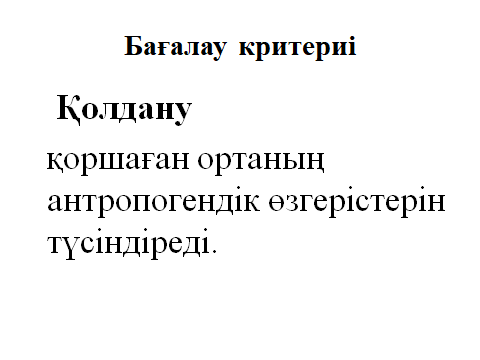 Бағалау критериі
Қолдану
қоршаған ортаның
антропогендік өзгерістерін
түсіндіреді.